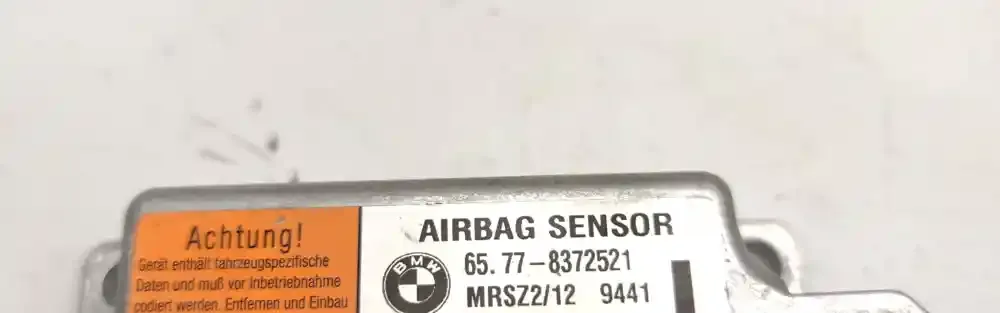 Achtung!
Gerät enthält fahrzeugspezifische
Daten und muß vor Inbetriebnahme
codiert werden. Entfernen und Einbau
AIRBAG SENSOR
BMW
65.77-8372521
MRSZ2/12 9441